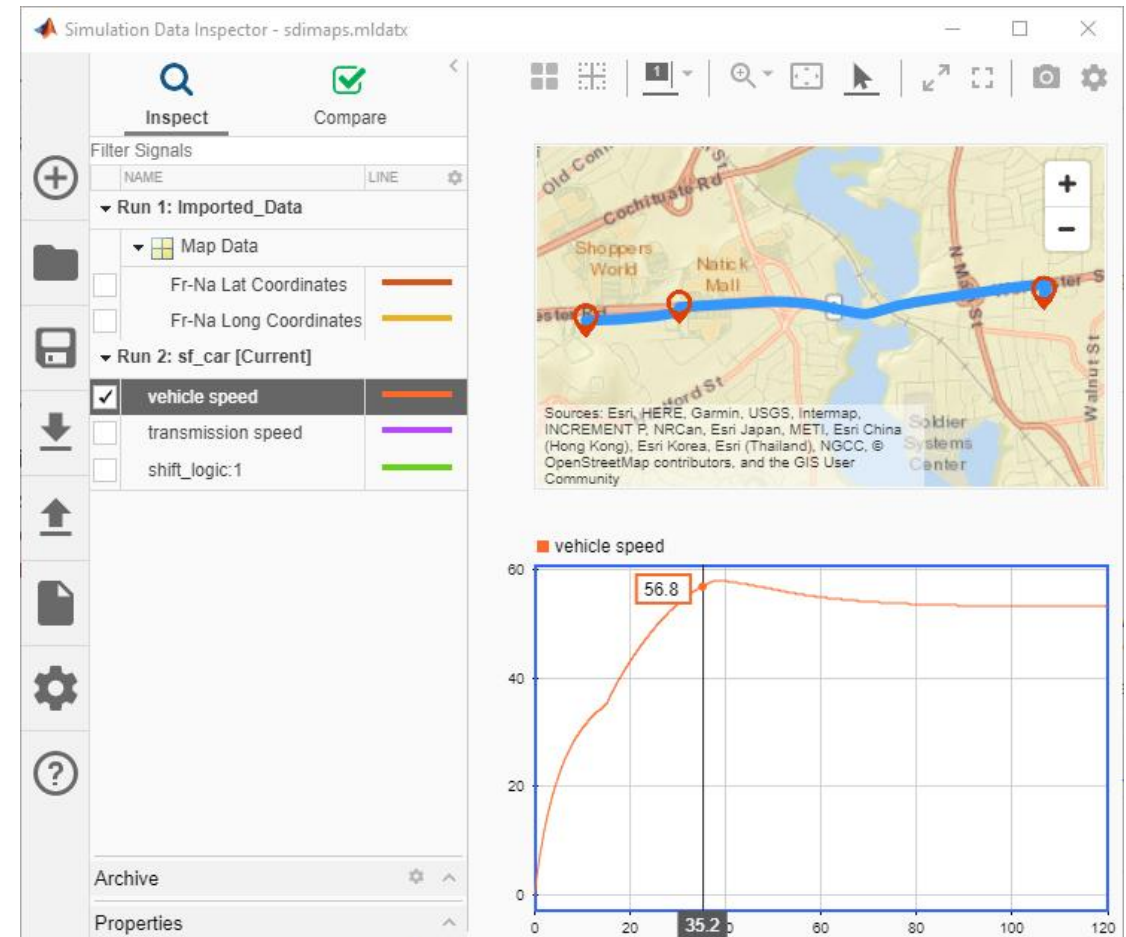 Simulation Data Inspector - sdimaps.mldatx
Inspect
Compare
Filter Signals
NAME
LINE
Run 1: Imported_Data
Map Data
Fr-Na Lat Coordinates
Fr-Na Long Coordinates
Run 2: sf_car [Current]
vehicle speed
transmission speed
shift_logic:1
Archive
Properties
1
Cochituate Rd
Shoppers
World
Natick
Mall
N Main St
Walnut St
+
−
Sources: Esri, HERE, Garmin, USGS, Intermap,
INCREMENT P, NRCan, Esri Japan, METI, Esri China
(Hong Kong), Esri Korea, Esri (Thailand), NGCC, ©
OpenStreetMap contributors, and the GIS User
Community
Soldier
Systems
Center
vehicle speed
60
56.8
40
20
0
0
20
35.2
60
80
100
120